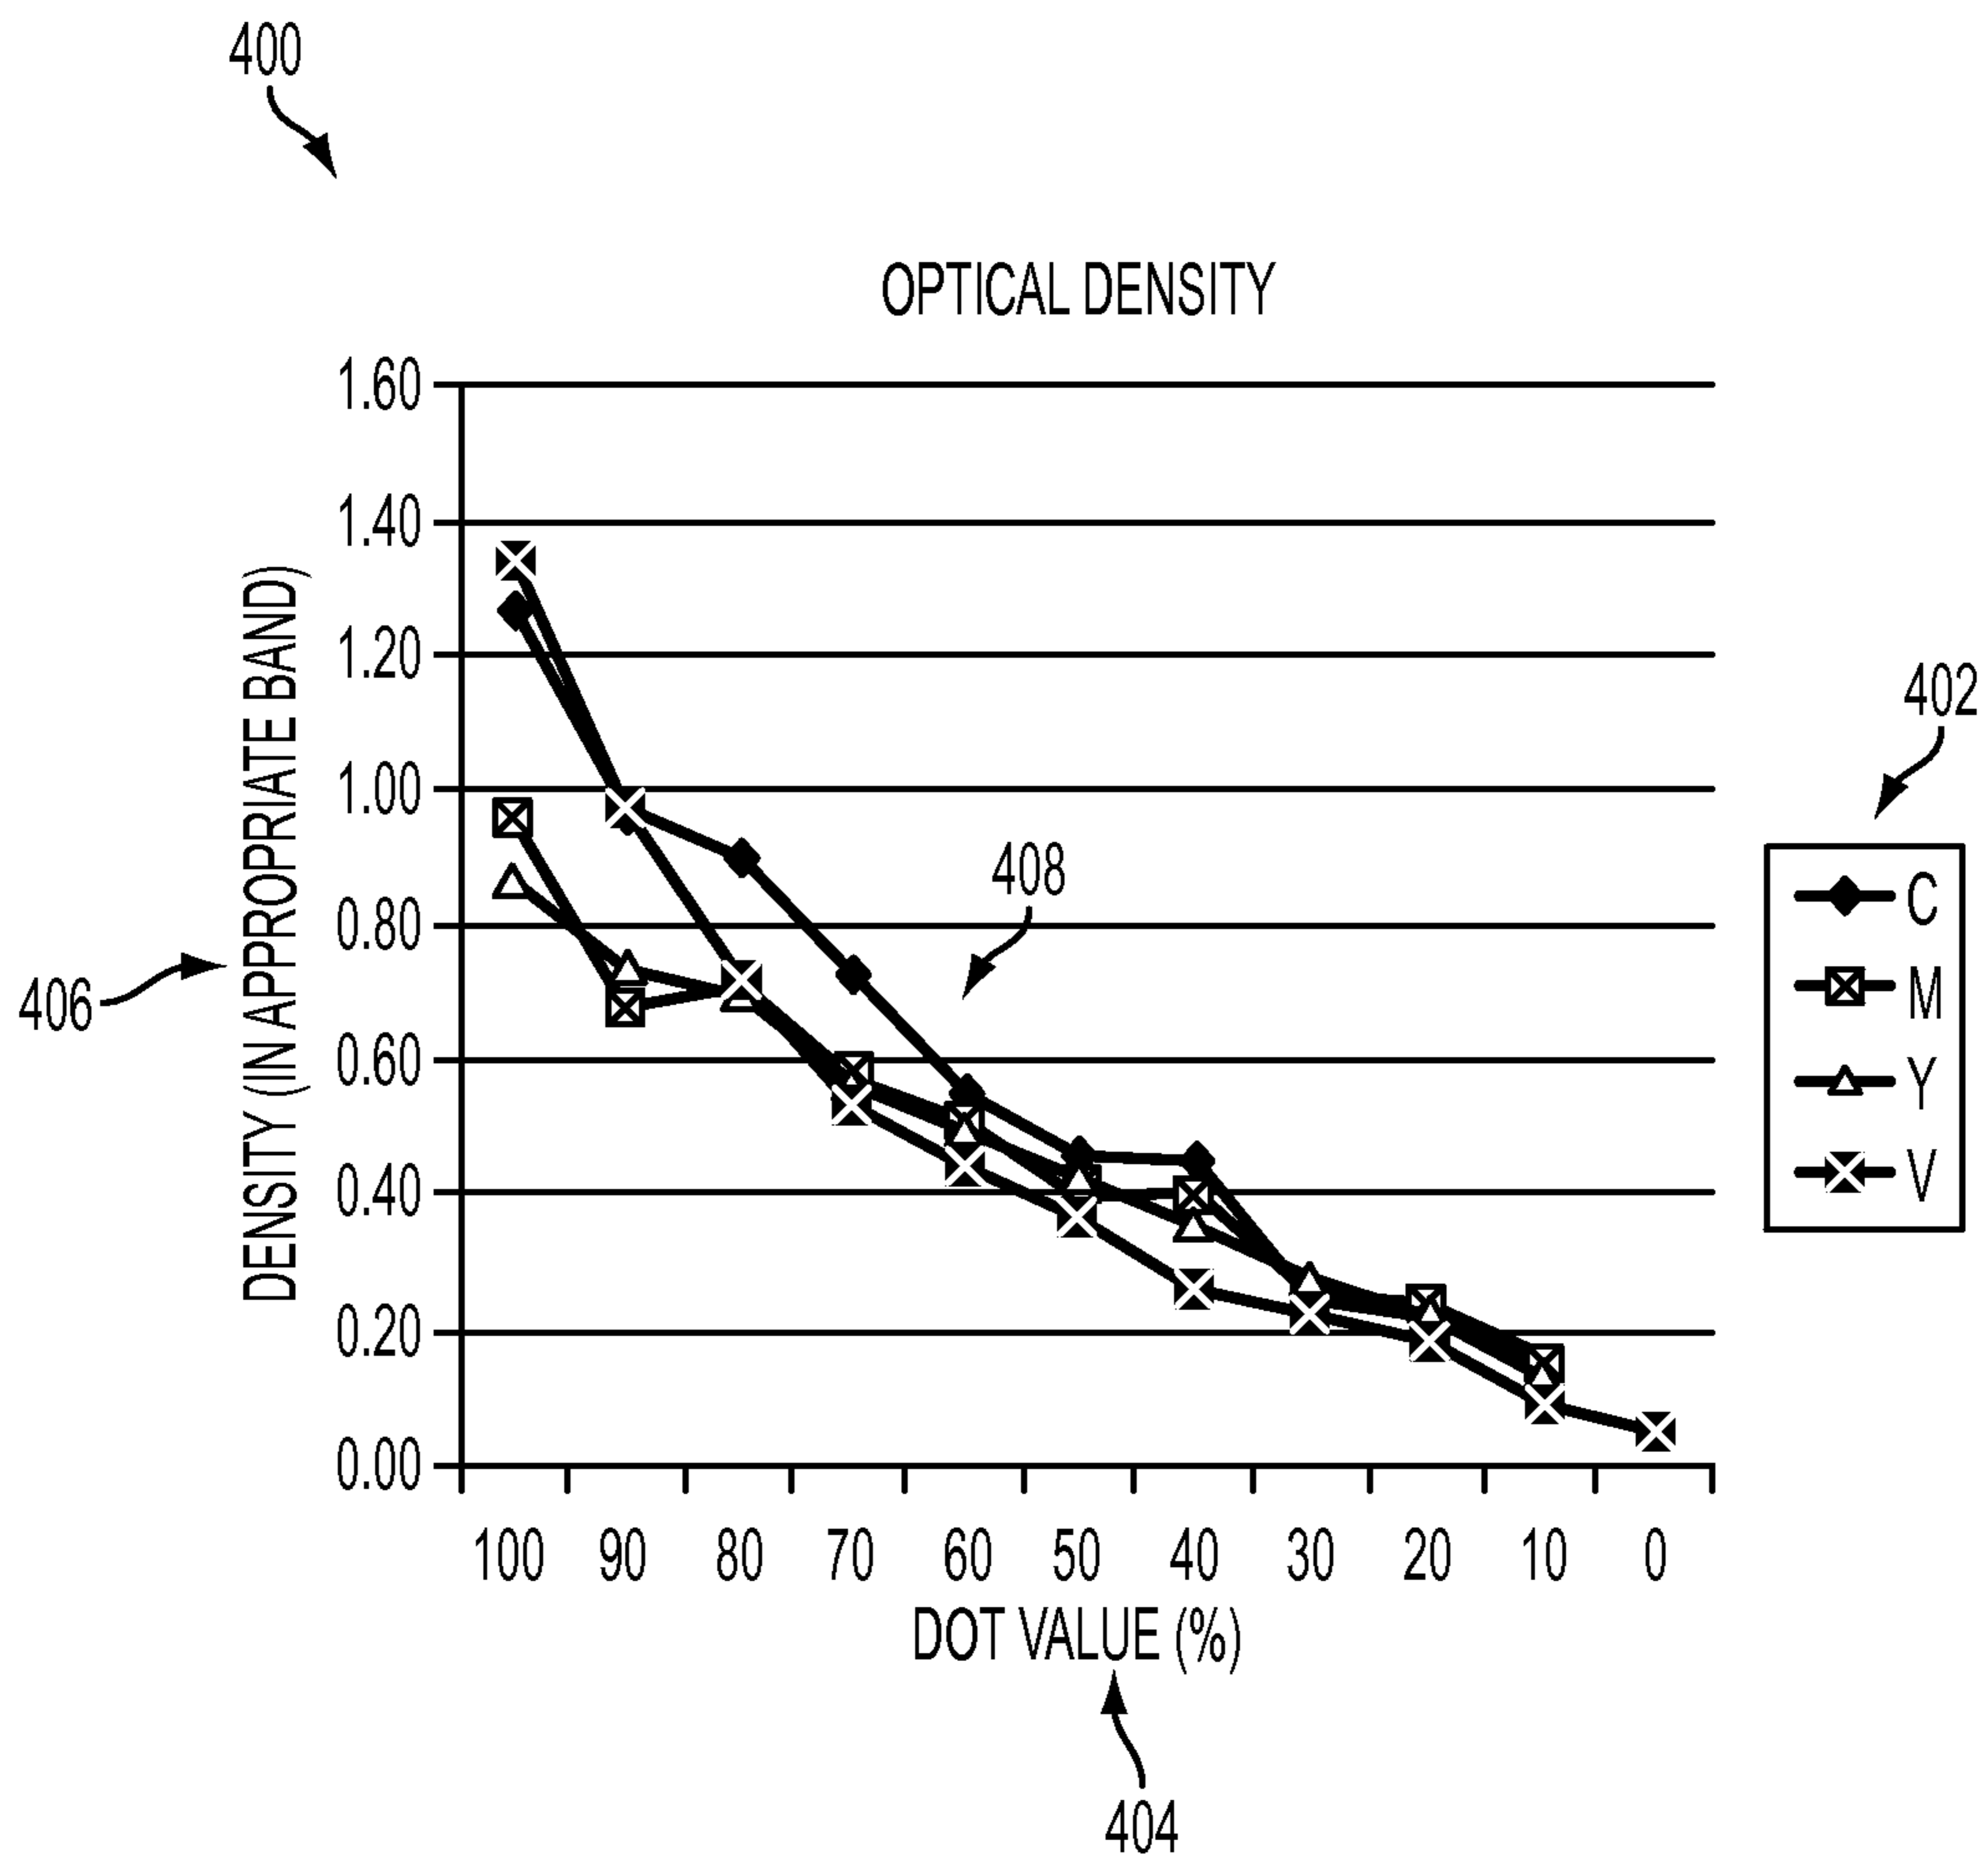 400
OPTICAL DENSITY
1.60
1.40
1.20
1.00
0.80
0.60
0.40
0.20
0.00
DENSITY (IN APPROPRIATE BAND)
406
408
402
C
M
Y
V
100 90 80 70 60 50 40 30 20 10 0
DOT VALUE (%)
404